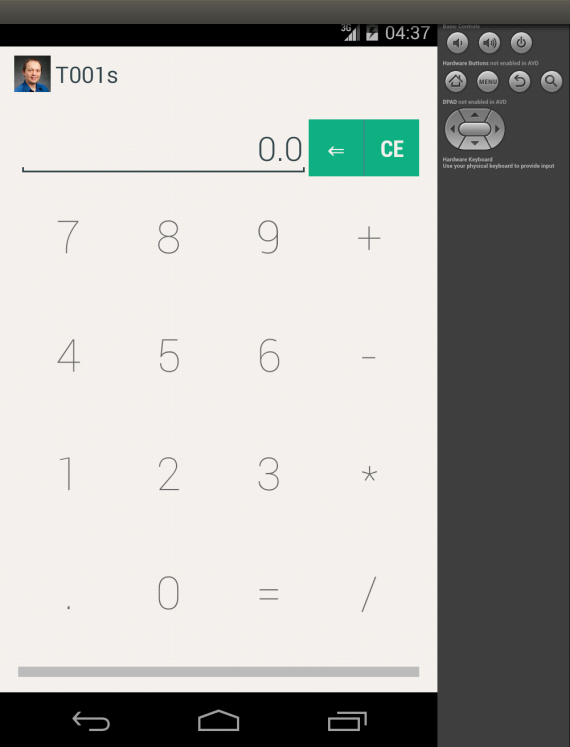 3G 04:37
T001s
0.0 ⇐ CE
7 8 9 +
4 5 6 -
1 2 3 *
. 0 = /
Basic Controls
Hardware Buttons not enabled in AVD
MENU
DPAD not enabled in AVD
Hardware Keyboard
Use your physical keyboard to provide input